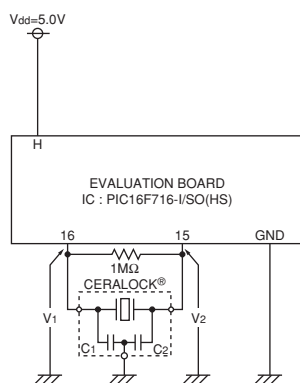 Vdd=5.0V
H
EVALUATION BOARD
IC : PIC16F716-I/SO(HS)
16 15 GND
1MΩ
CERALOCK®
V1 V2
C1 C2